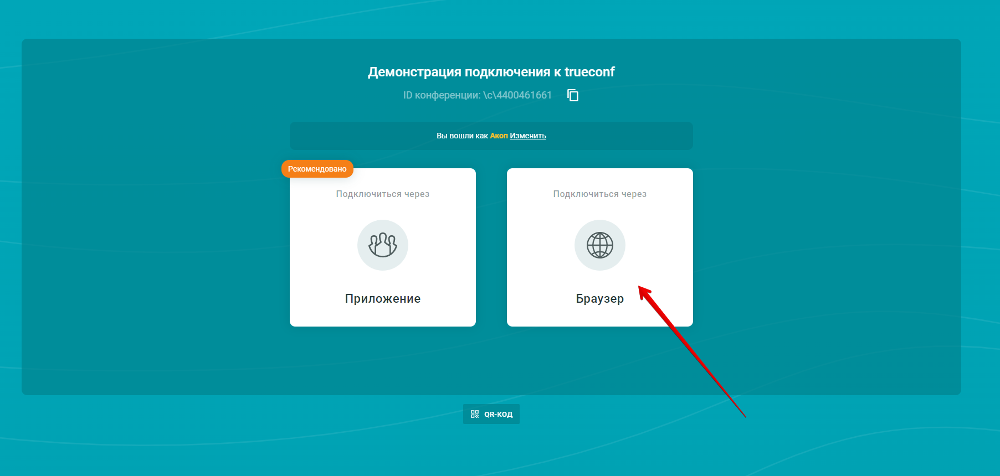 Демонстрация подключения к trueconf
ID конференции: \c\4400461661
Вы вошли как Акоп Изменить
Рекомендовано
Подключиться через
Приложение
Подключиться через
Браузер
QR-КОД